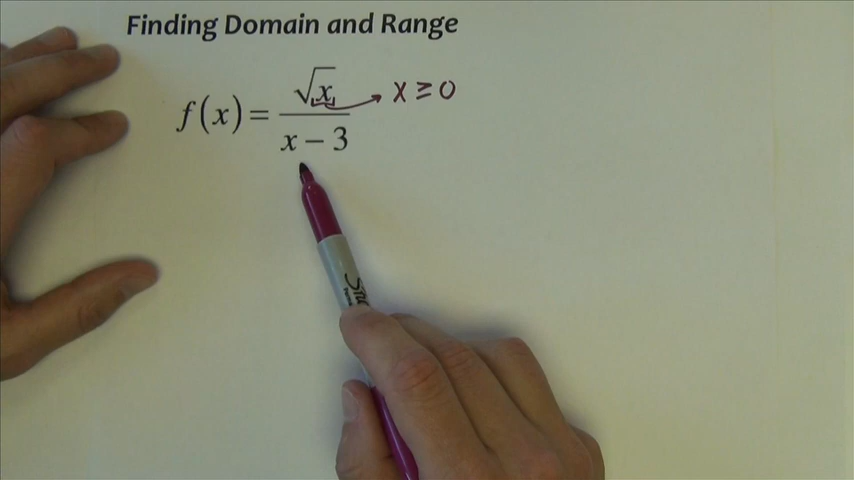 Finding Domain and Range
f(x) = √x / x − 3 → x ≥ 0